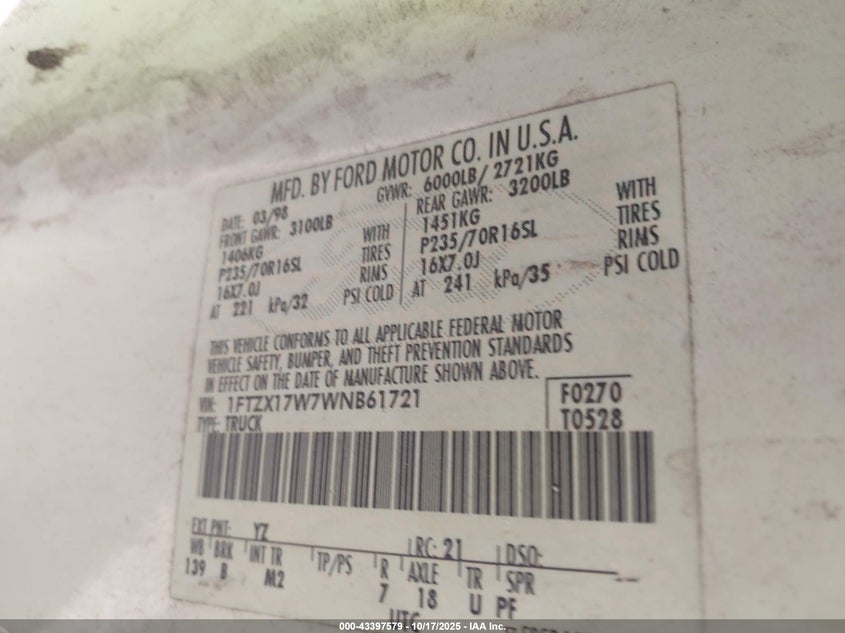 MFD. BY FORD MOTOR CO. IN U.S.A.
DATE: 03/98 GVWR: 6000LB/ 2721KG
FRONT GAWR: 3100LB REAR GAWR: 3200LB
1406KG WITH 1451KG WITH
P235/70R16SL TIRES P235/70R16SL TIRES
16X7.0J RIMS 16X7.0J RIMS
AT 221 kPa/32 PSI COLD AT 241 kPa/35 PSI COLD
THIS VEHICLE CONFORMS TO ALL APPLICABLE FEDERAL MOTOR
VEHICLE SAFETY, BUMPER, AND THEFT PREVENTION STANDARDS
IN EFFECT ON THE DATE OF MANUFACTURE SHOWN ABOVE.
VIN: 1FTZX17W7WNB61721 F0270
TYPE: TRUCK T0528
EXT PNT: YZ RC: 21 DSO:
WB BRK INT TR TP/PS R AXLE TR SPR
139 B M2 7 18 U PF
UTC
000-43397579 - 10/17/2025 - IAA Inc.